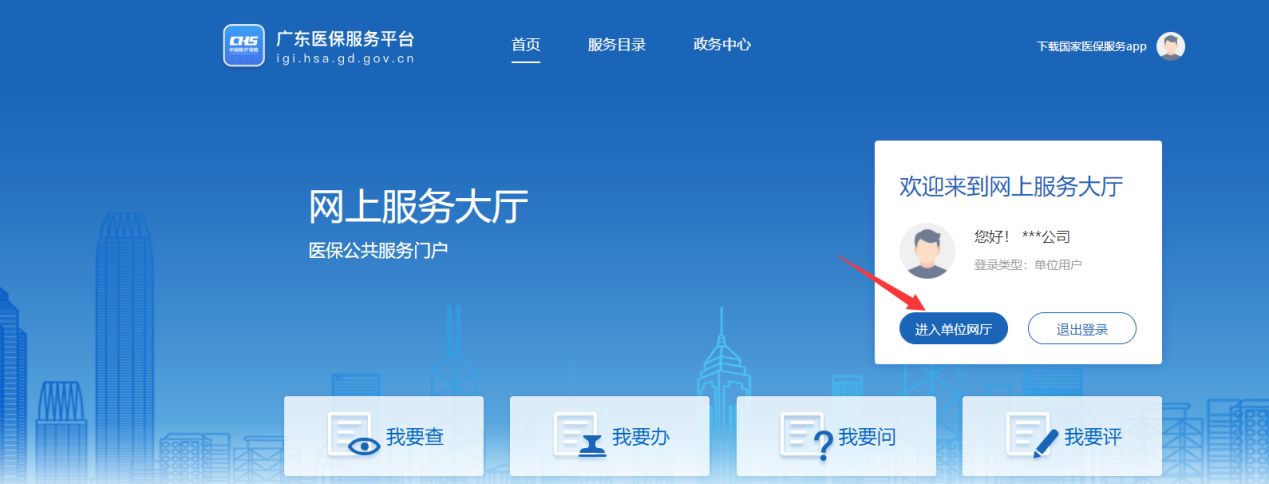 CHS
广东医保服务平台
igi.hsa.gd.gov.cn
首页 服务目录 政务中心
下载国家医保服务app
网上服务大厅
医保公共服务门户
欢迎来到网上服务大厅
您好！ ***公司
登录类型：单位用户
进入单位网厅 退出登录
我要查 我要办 我要问 我要评